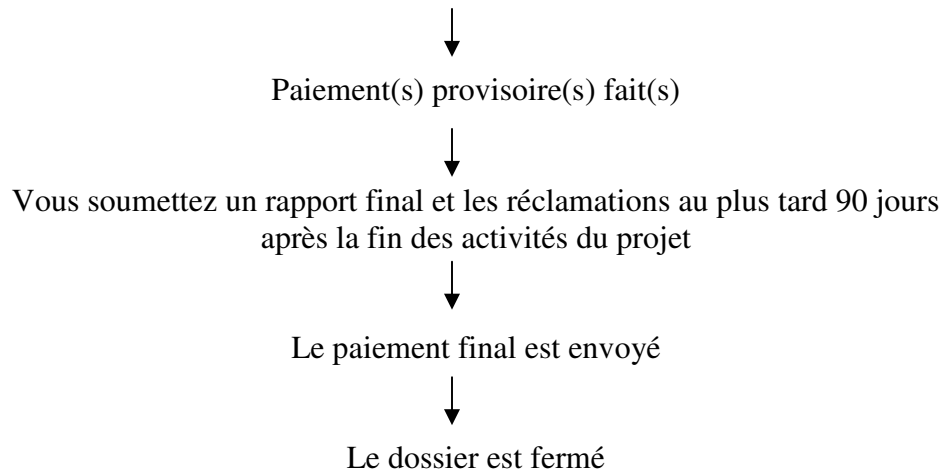 Paiement(s) provisoire(s) fait(s)
Vous soumettez un rapport final et les réclamations au plus tard 90 jours
après la fin des activités du projet
Le paiement final est envoyé
Le dossier est fermé